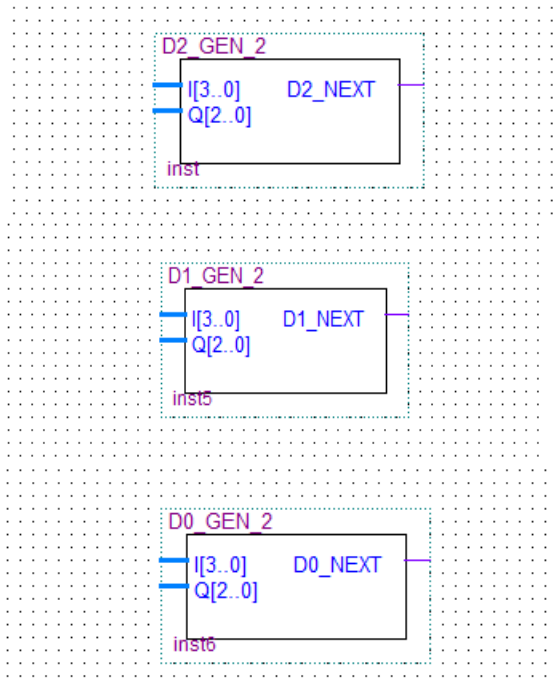 D2_GEN_2
I[3..0] D2_NEXT
Q[2..0]
inst
D1_GEN_2
I[3..0] D1_NEXT
Q[2..0]
inst5
D0_GEN_2
I[3..0] D0_NEXT
Q[2..0]
inst6